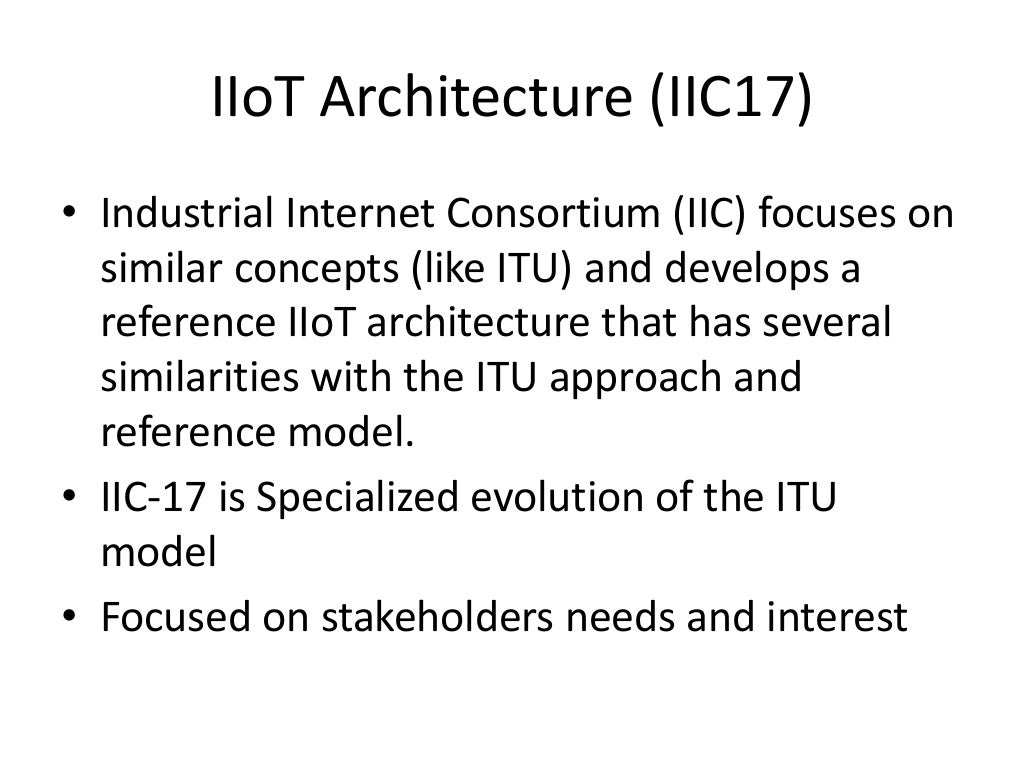 IIoT Architecture (IIC17)
• Industrial Internet Consortium (IIC) focuses on
similar concepts (like ITU) and develops a
reference IIoT architecture that has several
similarities with the ITU approach and
reference model.
• IIC-17 is Specialized evolution of the ITU
model
• Focused on stakeholders needs and interest